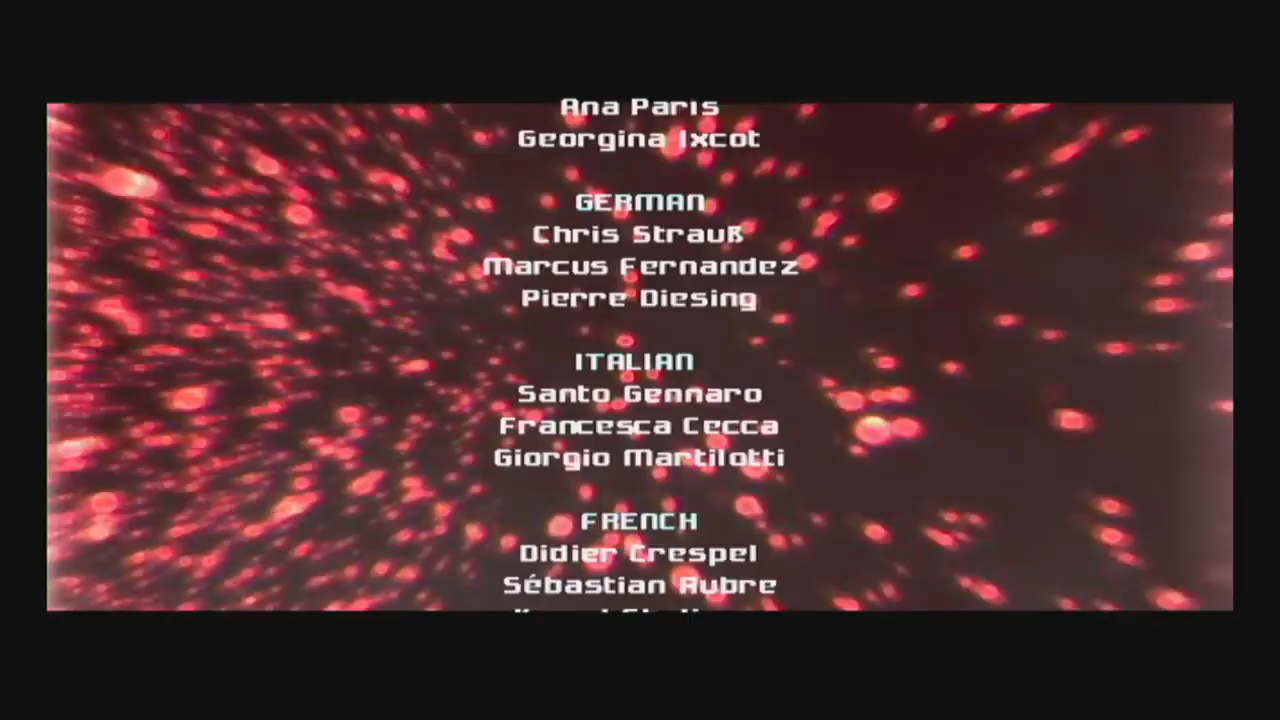 Ana Paris
Georgina Ixcot
GERMAN
Chris Strauß
Marcus Fernandez
Pierre Diesing
ITALIAN
Santo Gennaro
Francesca Cecca
Giorgio Martilotti
FRENCH
Didier Crespel
Sébastian Aubre